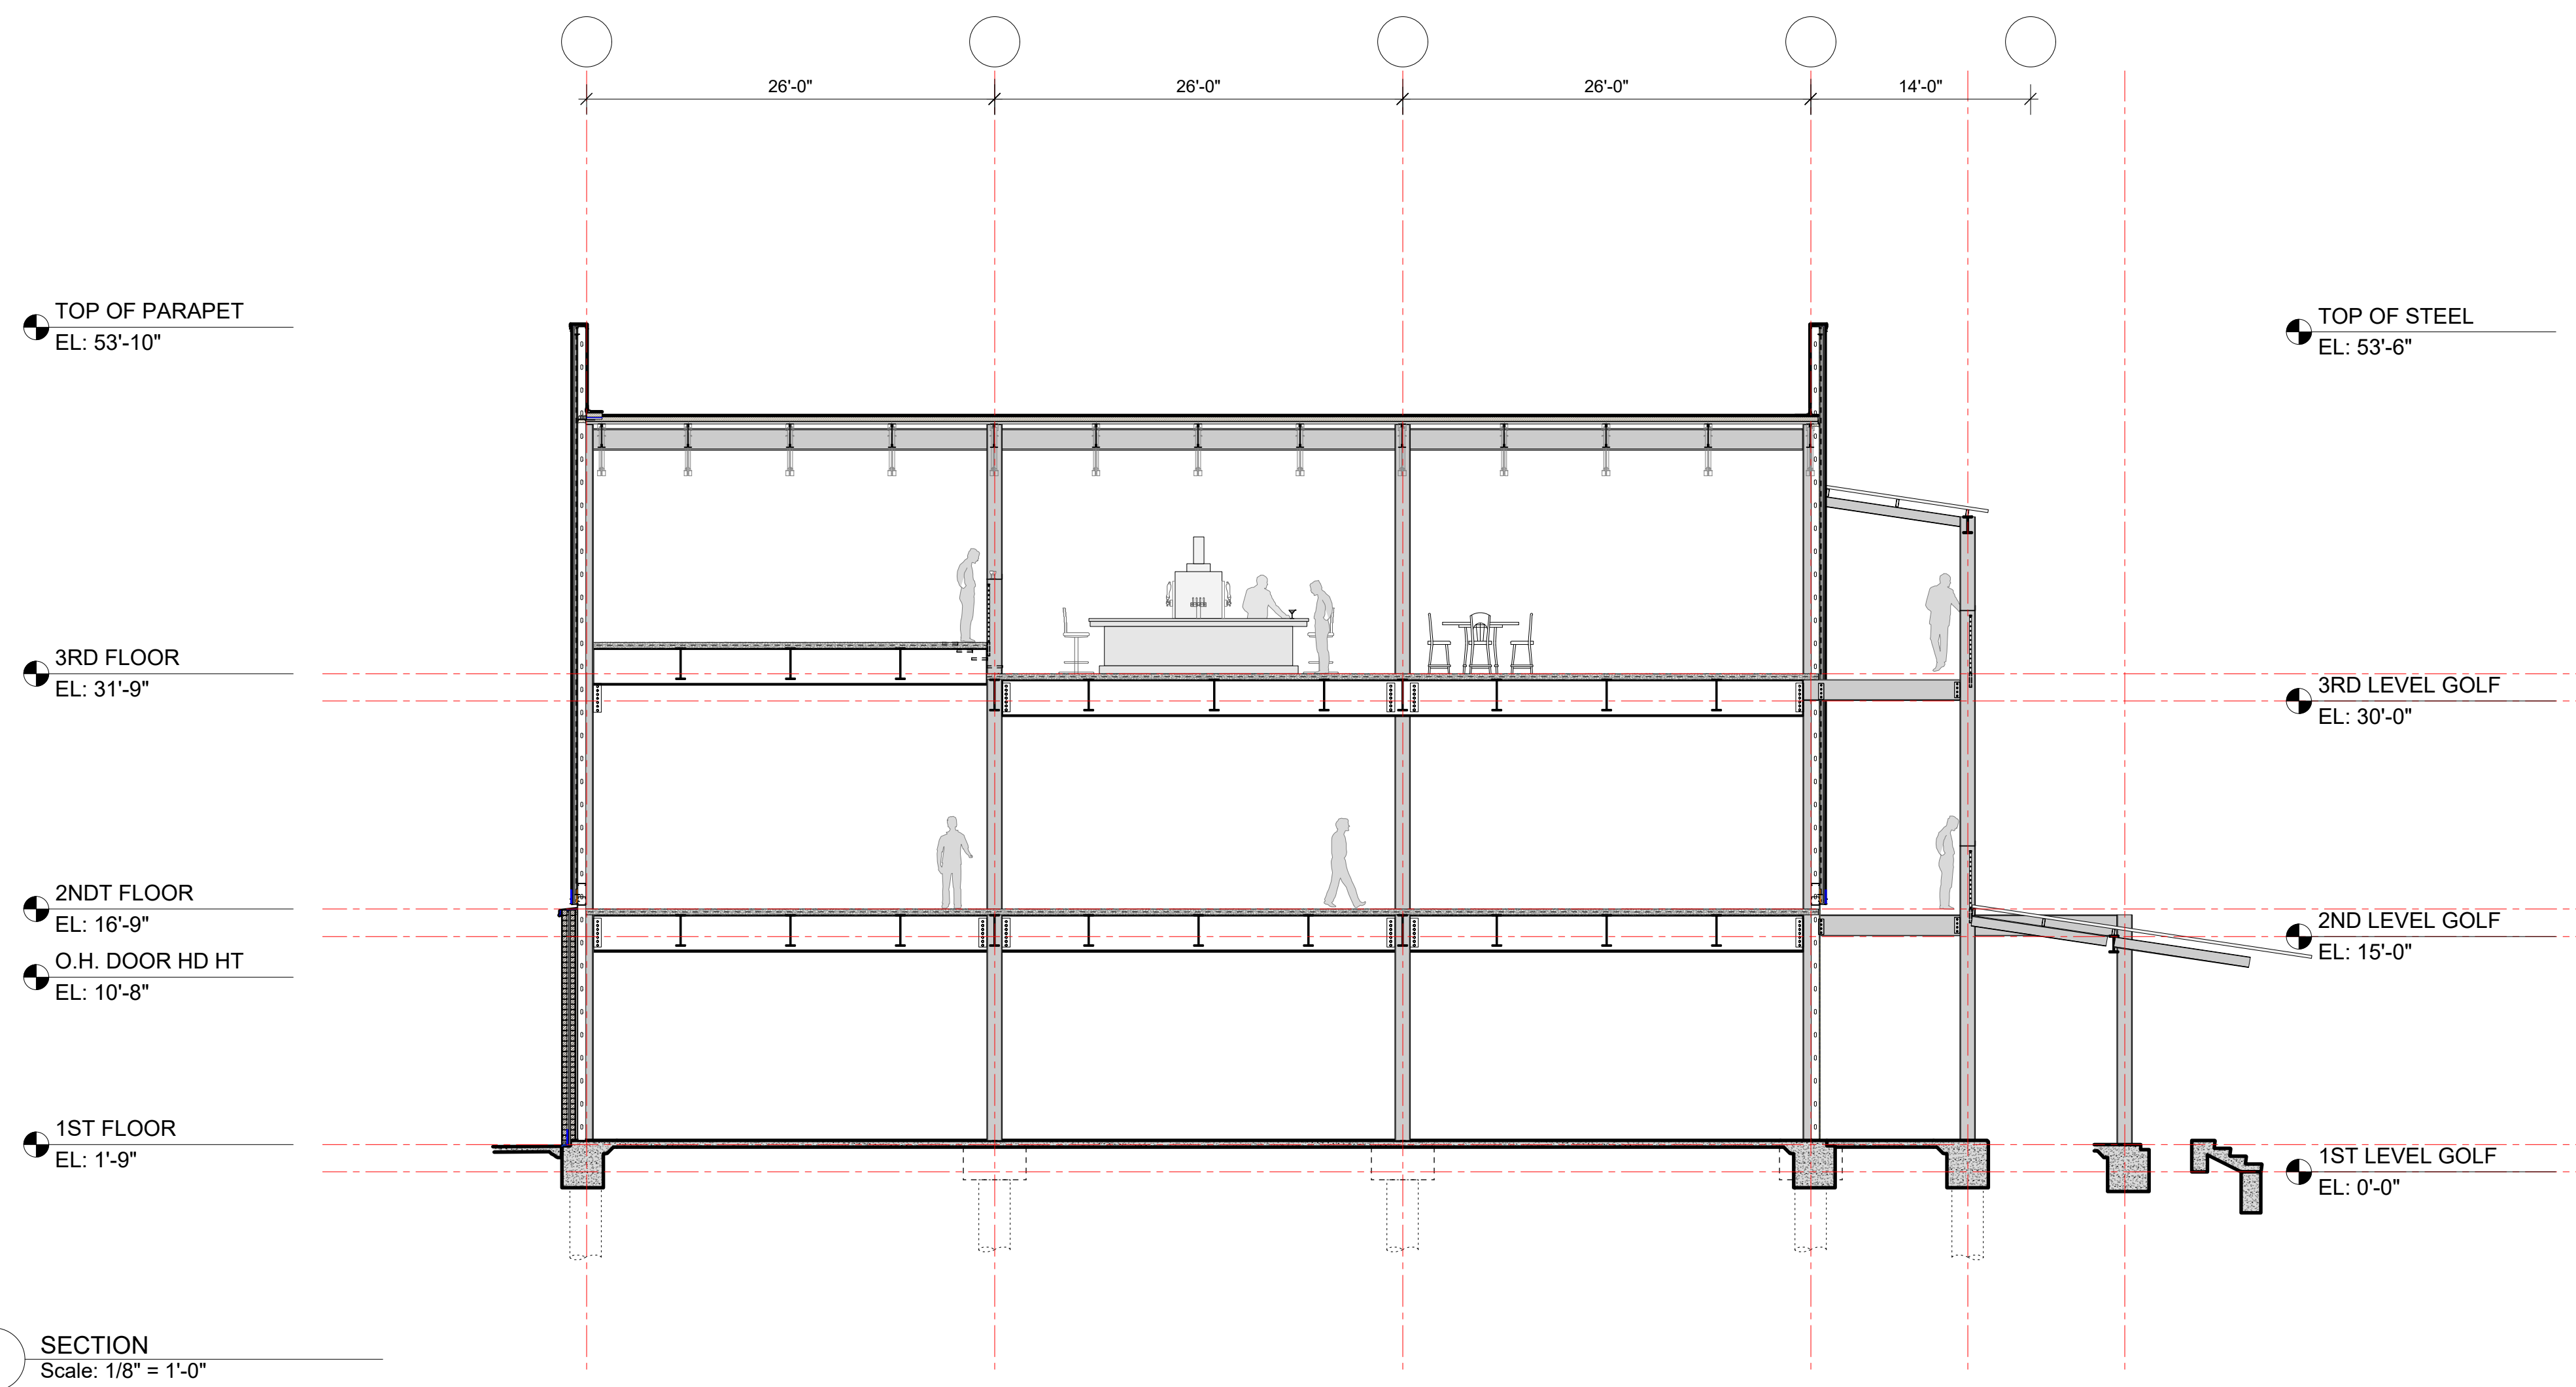 26'-0"
26'-0"
26'-0"
14'-0"
TOP OF PARAPET
EL: 53'-10"
TOP OF STEEL
EL: 53'-6"
3RD FLOOR
EL: 31'-9"
3RD LEVEL GOLF
EL: 30'-0"
2NDT FLOOR
EL: 16'-9"
2ND LEVEL GOLF
EL: 15'-0"
O.H. DOOR HD HT
EL: 10'-8"
1ST FLOOR
EL: 1'-9"
1ST LEVEL GOLF
EL: 0'-0"
SECTION
Scale: 1/8" = 1'-0"